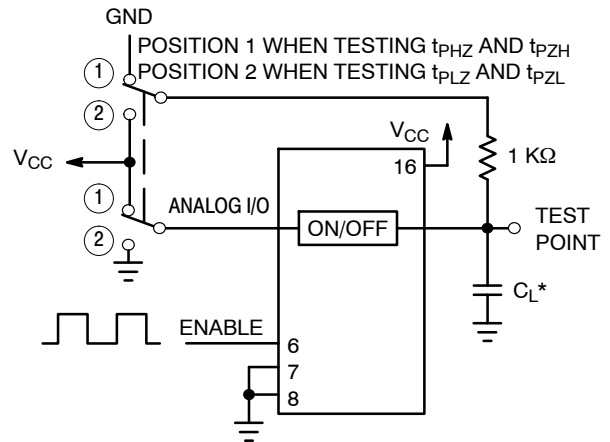 GND
POSITION 1 WHEN TESTING tPHZ AND tPZH
POSITION 2 WHEN TESTING tPLZ AND tPZL
1
2
VCC
VCC
16
1 KΩ
1
2
ANALOG I/O
ON/OFF
TEST
POINT
CL*
ENABLE
6
7
8